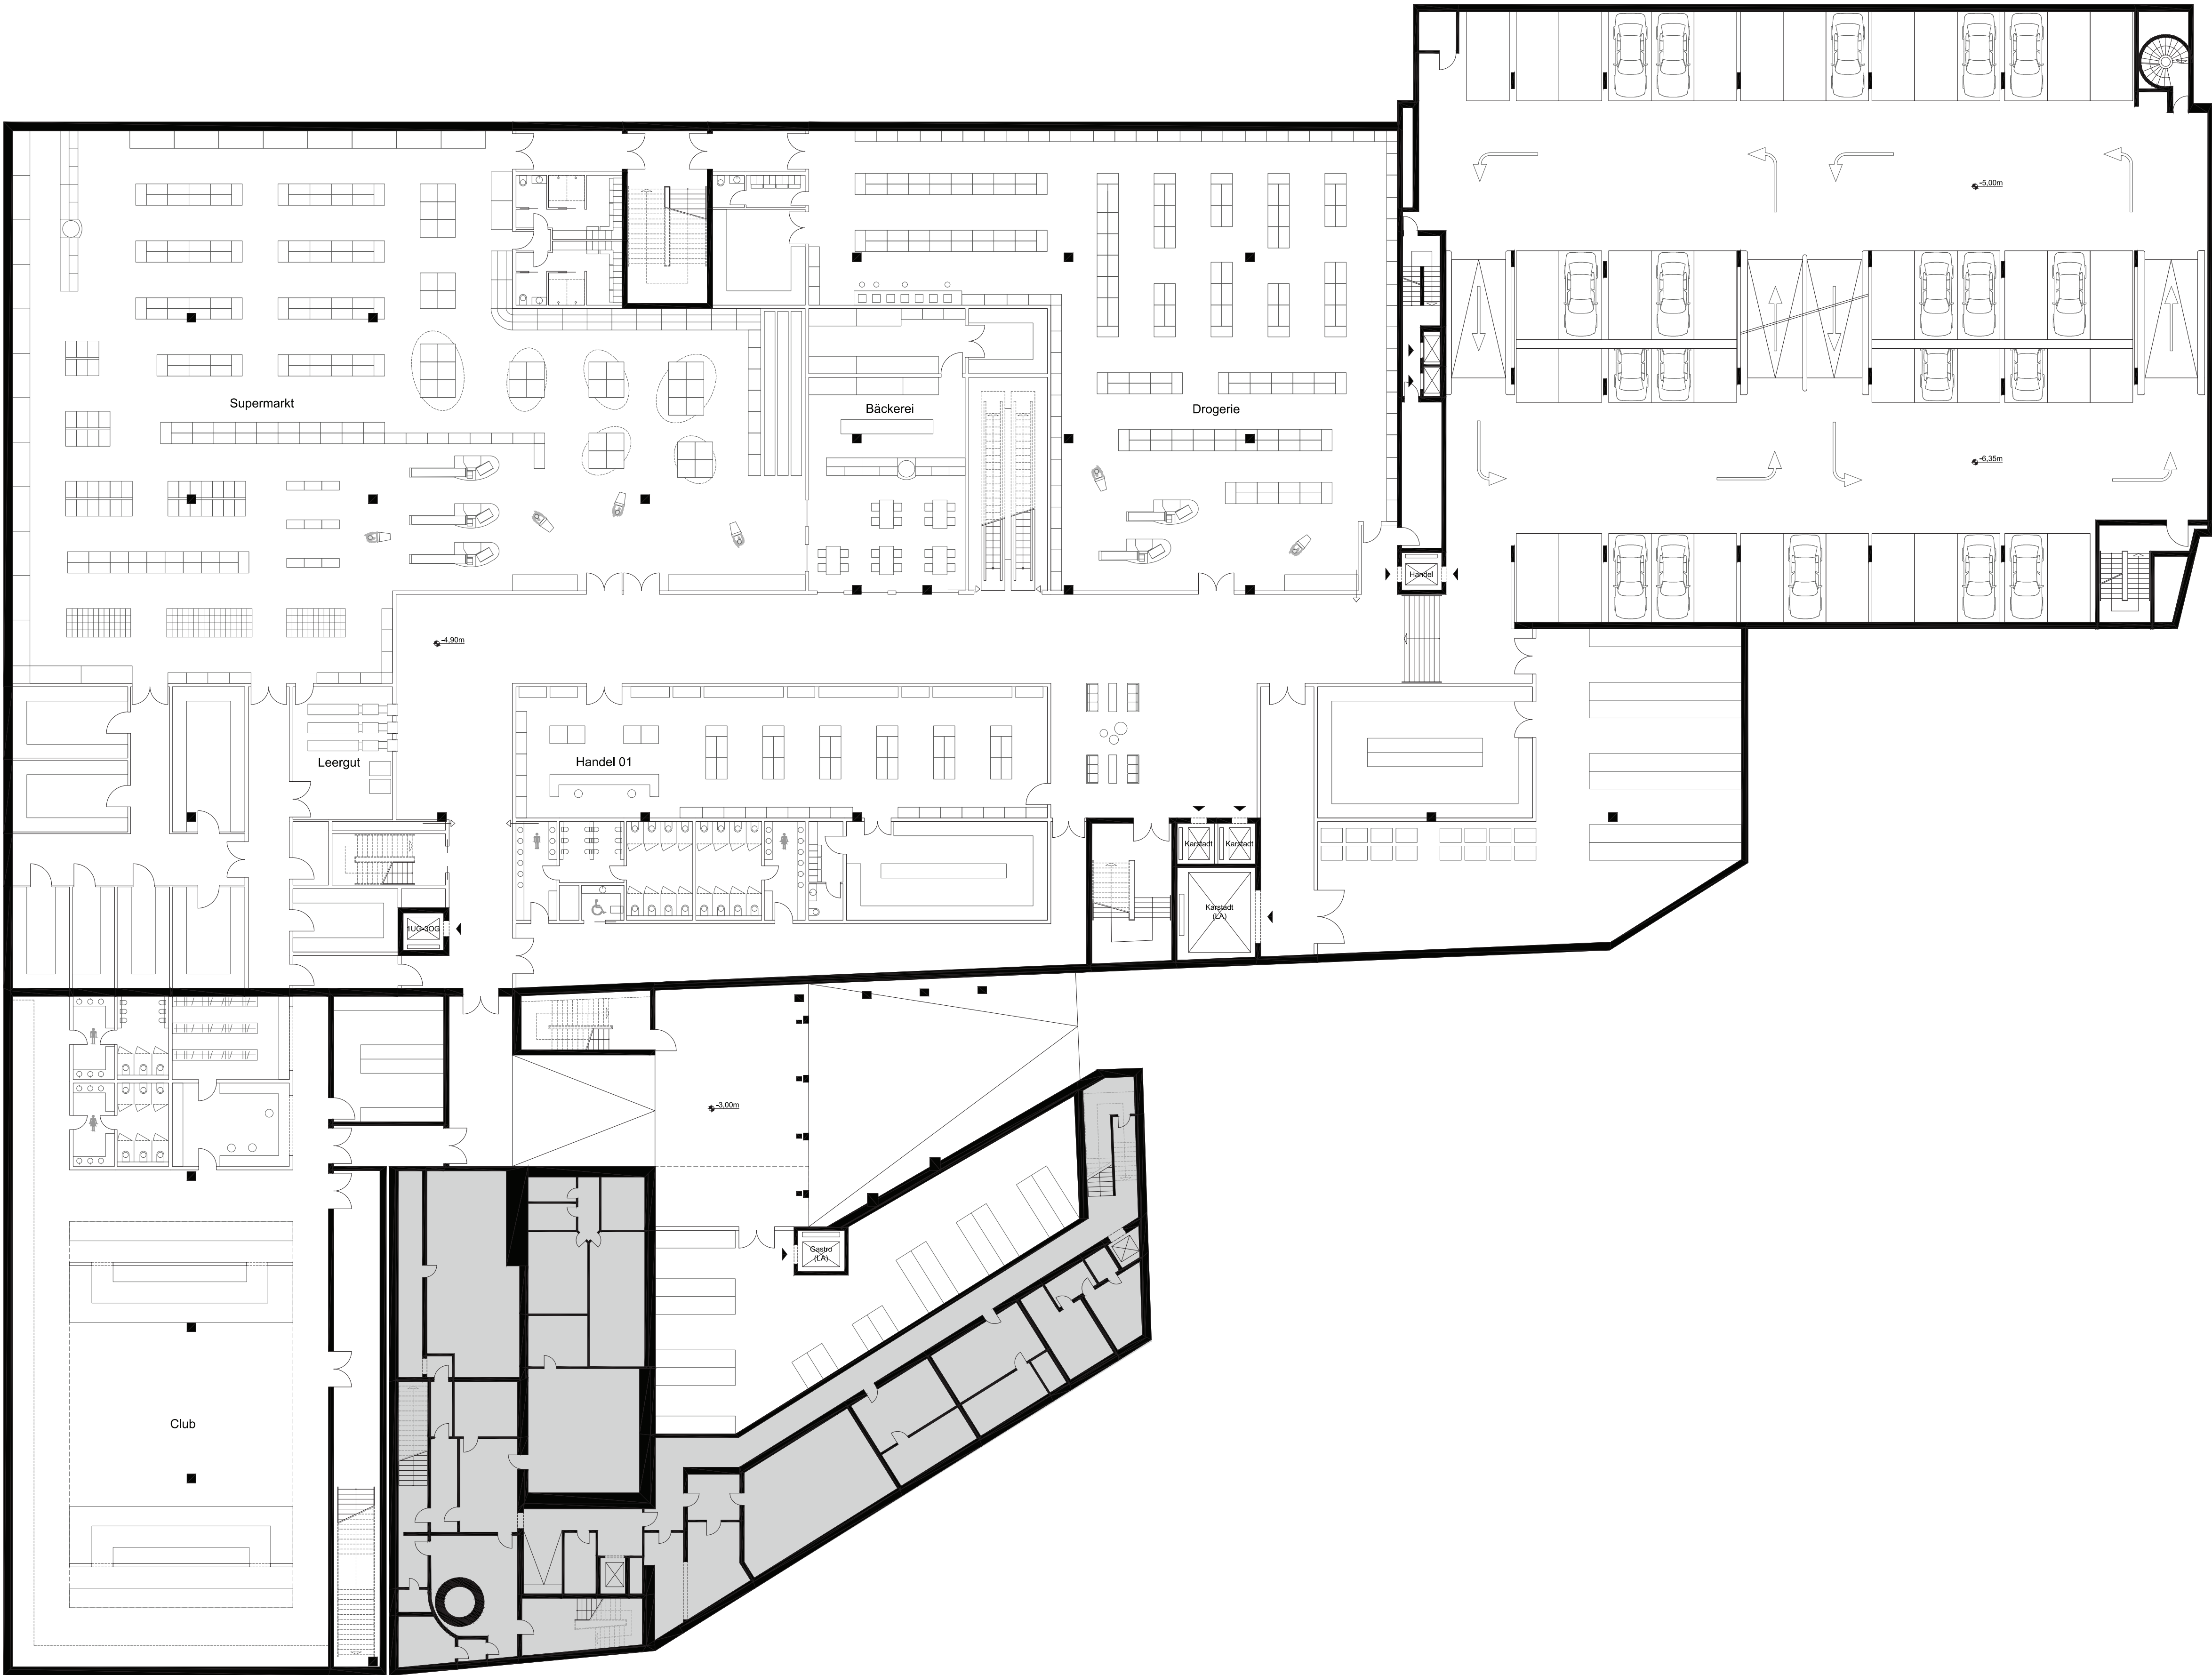 -5,00m
Supermarkt
Bäckerei
Drogerie
-6,35m
Handel
-4,90m
Leergut
Handel 01
Karstadt
Karstadt
Karstadt
(LA)
1UG-3OG
-3,00m
Gastro
(LA)
Club